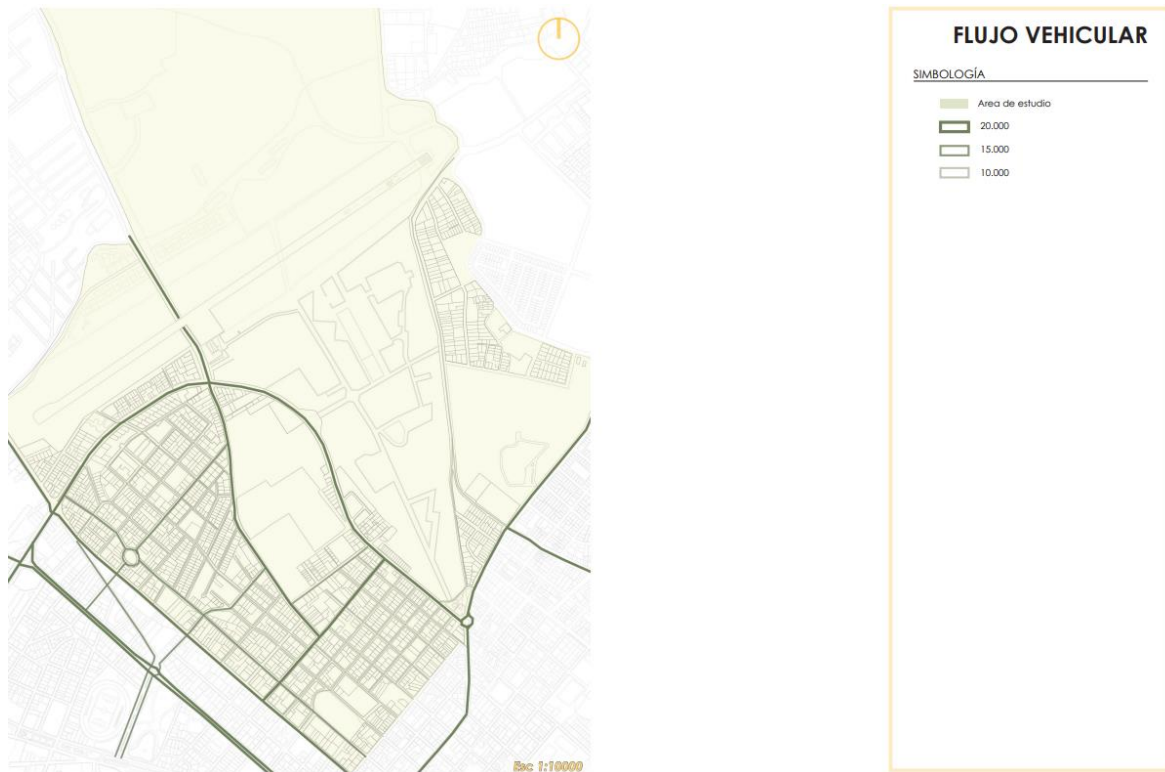 FLUJO VEHICULAR
SIMBOLOGÍA
Area de estudio
20.000
15.000
10.000
Esc 1:10000